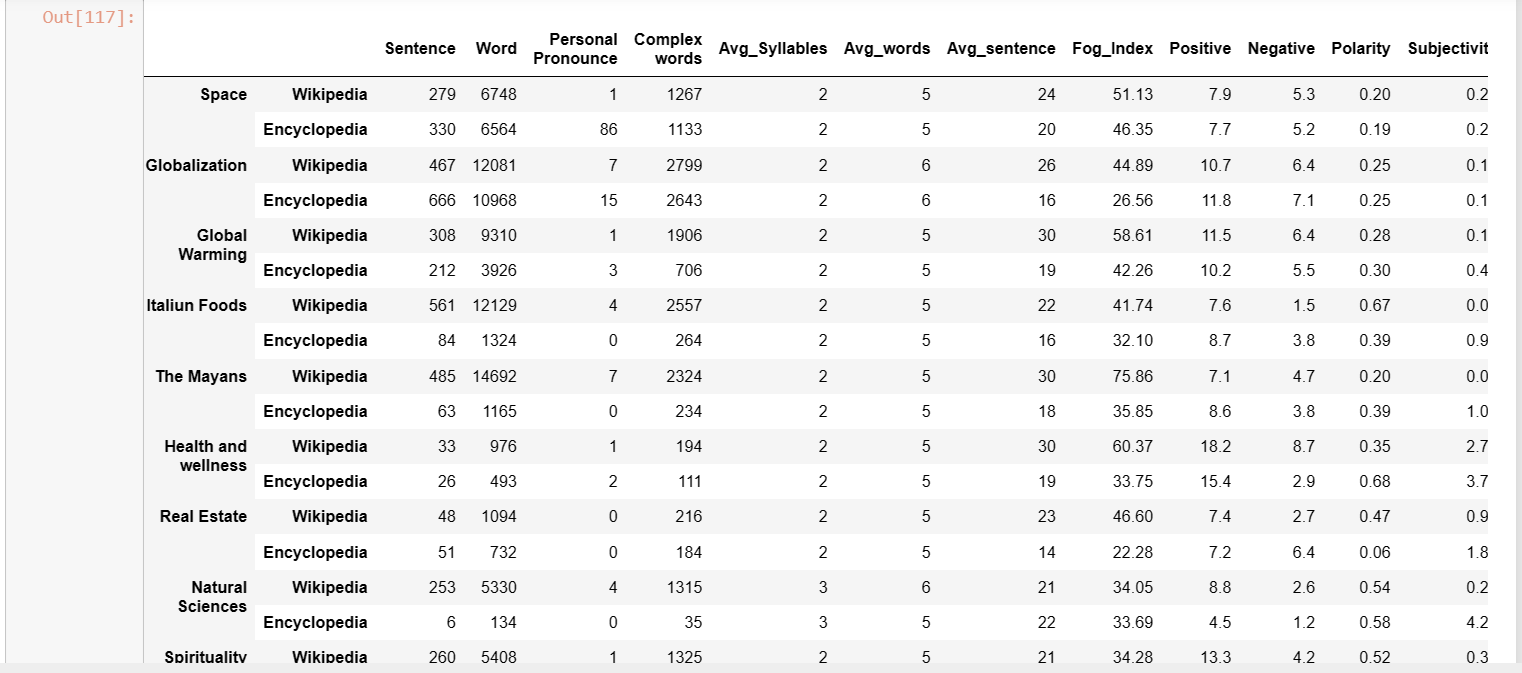 Out[117]:
Sentence Word Personal Pronounce Complex words Avg_Syllables Avg_words Avg_sentence Fog_Index Positive Negative Polarity Subjectivit
Space Wikipedia 279 6748 1 1267 2 5 24 51.13 7.9 5.3 0.20 0.2
Encyclopedia 330 6564 86 1133 2 5 20 46.35 7.7 5.2 0.19 0.2
Globalization Wikipedia 467 12081 7 2799 2 6 26 44.89 10.7 6.4 0.25 0.1
Encyclopedia 666 10968 15 2643 2 6 16 26.56 11.8 7.1 0.25 0.1
Global Warming Wikipedia 308 9310 1 1906 2 5 30 58.61 11.5 6.4 0.28 0.1
Encyclopedia 212 3926 3 706 2 5 19 42.26 10.2 5.5 0.30 0.4
Italiun Foods Wikipedia 561 12129 4 2557 2 5 22 41.74 7.6 1.5 0.67 0.0
Encyclopedia 84 1324 0 264 2 5 16 32.10 8.7 3.8 0.39 0.9
The Mayans Wikipedia 485 14692 7 2324 2 5 30 75.86 7.1 4.7 0.20 0.0
Encyclopedia 63 1165 0 234 2 5 18 35.85 8.6 3.8 0.39 1.0
Health and wellness Wikipedia 33 976 1 194 2 5 30 60.37 18.2 8.7 0.35 2.7
Encyclopedia 26 493 2 111 2 5 19 33.75 15.4 2.9 0.68 3.7
Real Estate Wikipedia 48 1094 0 216 2 5 23 46.60 7.4 2.7 0.47 0.9
Encyclopedia 51 732 0 184 2 5 14 22.28 7.2 6.4 0.06 1.8
Natural Sciences Wikipedia 253 5330 4 1315 3 6 21 34.05 8.8 2.6 0.54 0.2
Encyclopedia 6 134 0 35 3 5 22 33.69 4.5 1.2 0.58 4.2
Spirituality Wikipedia 260 5408 1 1325 2 5 21 34.28 13.3 4.2 0.52 0.3